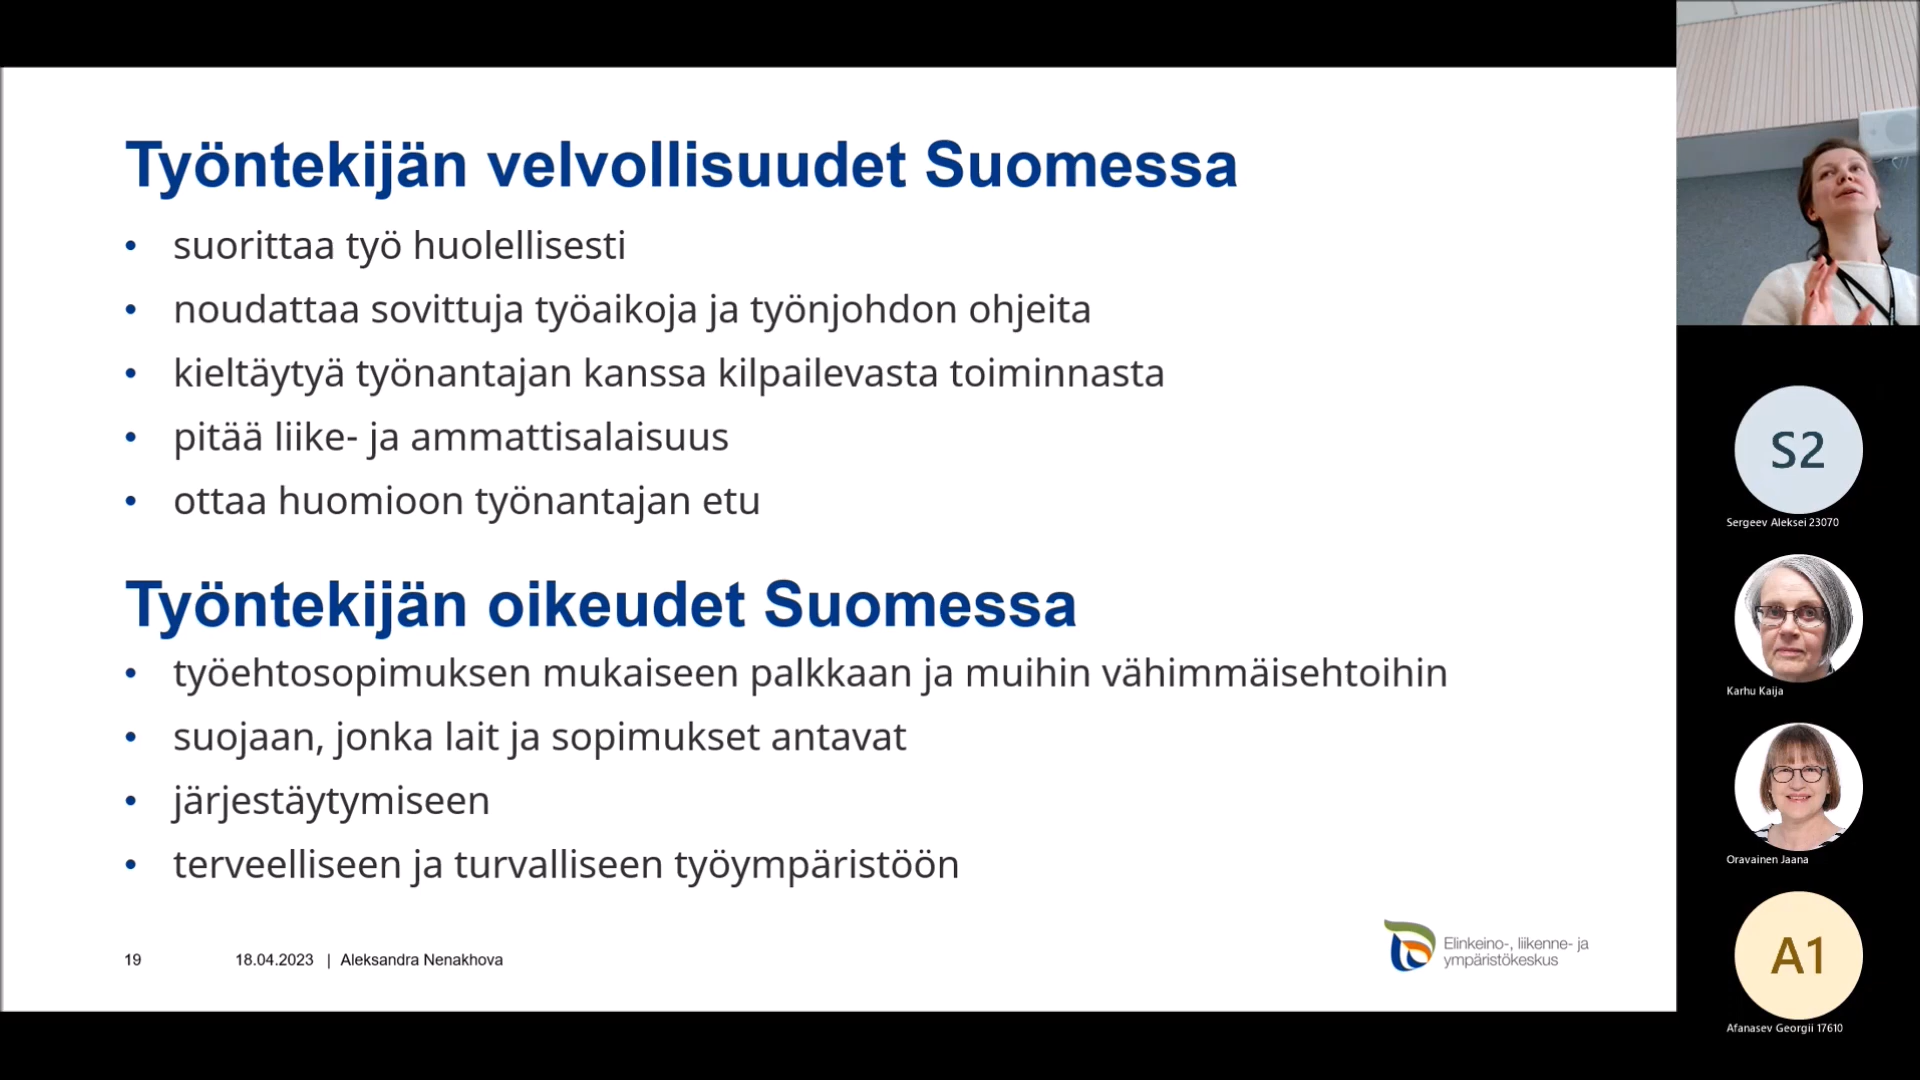 Työntekijän velvollisuudet Suomessa
• suorittaa työ huolellisesti
• noudattaa sovittuja työaikoja ja työnjohdon ohjeita
• kieltäytyä työnantajan kanssa kilpailevasta toiminnasta
• pitää liike- ja ammattisalaisuus
• ottaa huomioon työnantajan etu
Työntekijän oikeudet Suomessa
• työehtosopimuksen mukaiseen palkkaan ja muihin vähimmäisehtoihin
• suojaan, jonka lait ja sopimukset antavat
• järjestäytymiseen
• terveelliseen ja turvalliseen työympäristöön
19 18.04.2023 | Aleksandra Nenakhova
Elinkeino-, liikenne- ja
ympäristökeskus
S2
Sergeev Aleksei 23070
Karhu Kaija
Oravainen Jaana
A1
Afanasev Georgii 17610